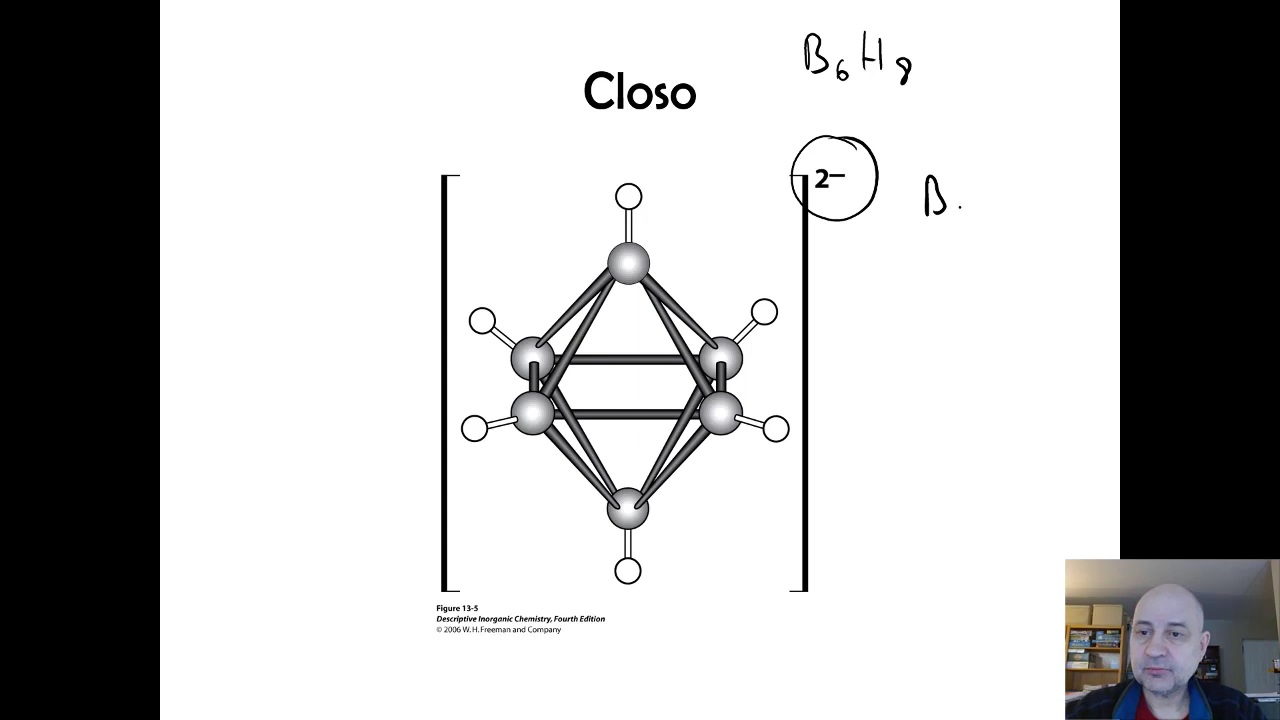 B₆H₈
Closo
2−
B.
Figure 13-5
Descriptive Inorganic Chemistry, Fourth Edition
© 2006 W. H. Freeman and Company